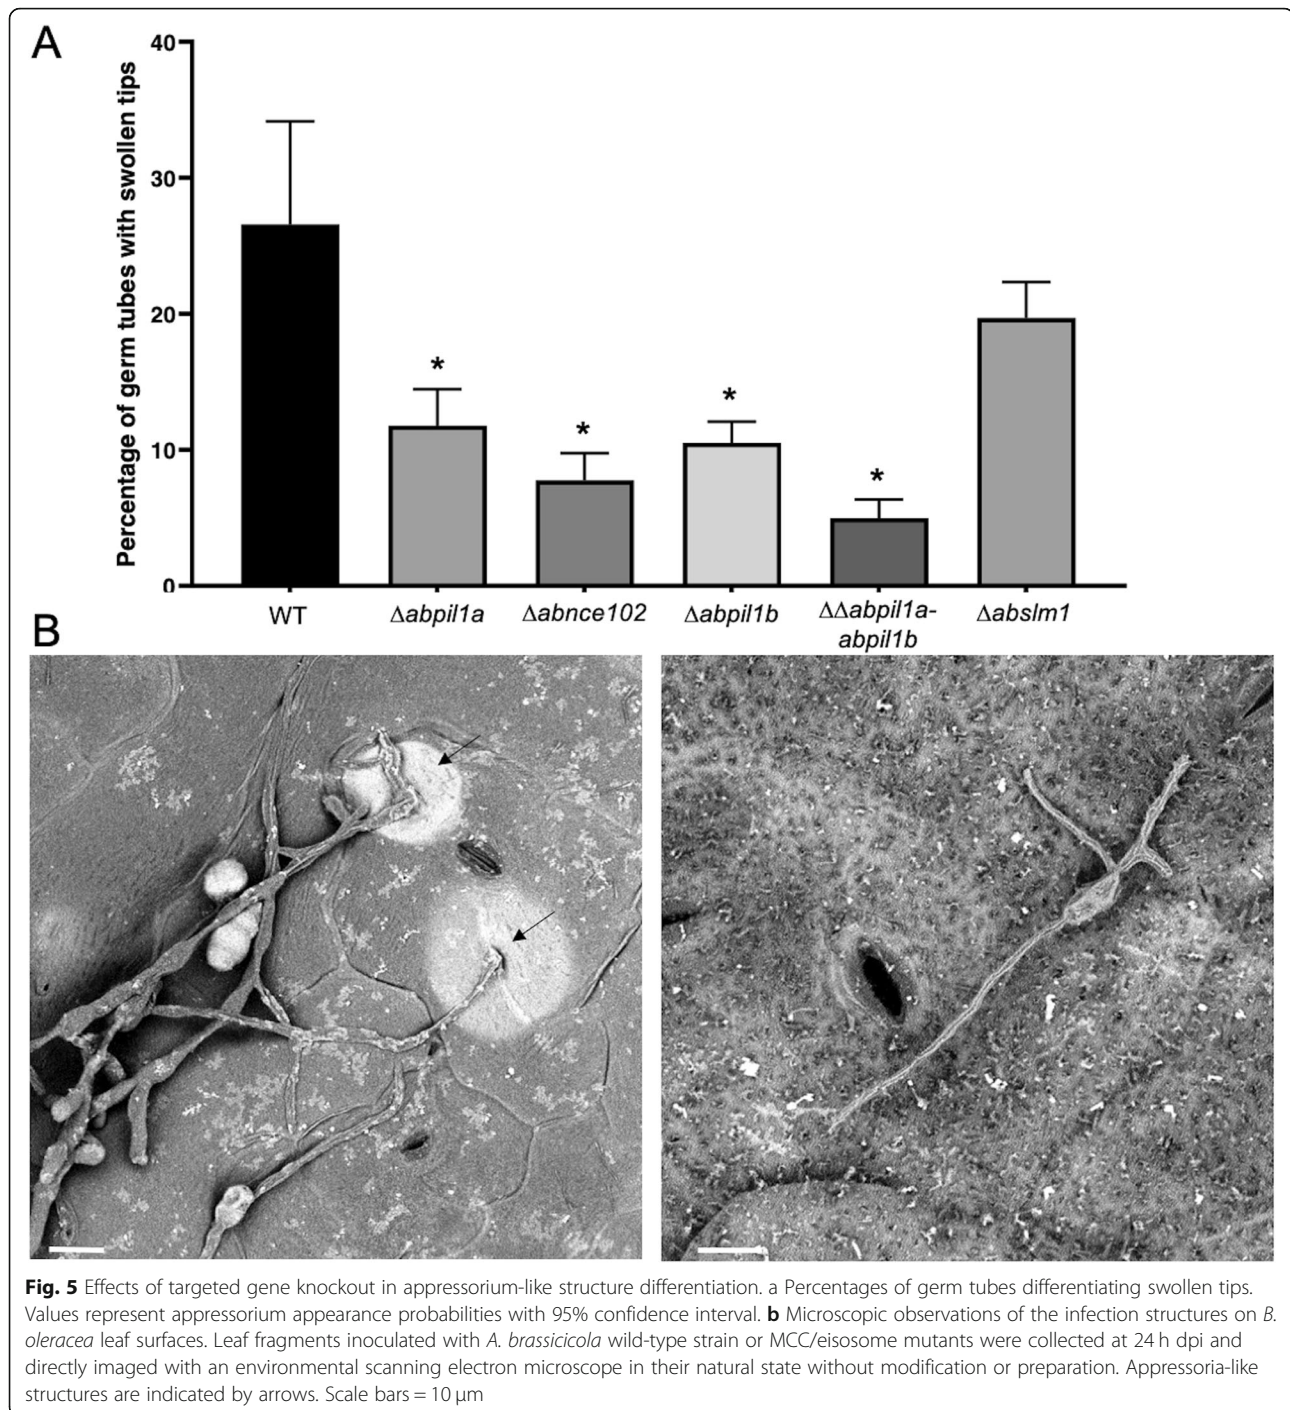 A
Percentage of germ tubes with swollen tips
40
30
20
10
0
*
*
*
*
WT
Δabpil1a
Δabnce102
Δabpil1b
ΔΔabpil1a-
abpil1b
Δabslm1
B
Fig. 5 Effects of targeted gene knockout in appressorium-like structure differentiation. a Percentages of germ tubes differentiating swollen tips.
Values represent appressorium appearance probabilities with 95% confidence interval. b Microscopic observations of the infection structures on B.
oleracea leaf surfaces. Leaf fragments inoculated with A. brassicicola wild-type strain or MCC/eisosome mutants were collected at 24 h dpi and
directly imaged with an environmental scanning electron microscope in their natural state without modification or preparation. Appressoria-like
structures are indicated by arrows. Scale bars = 10 μm